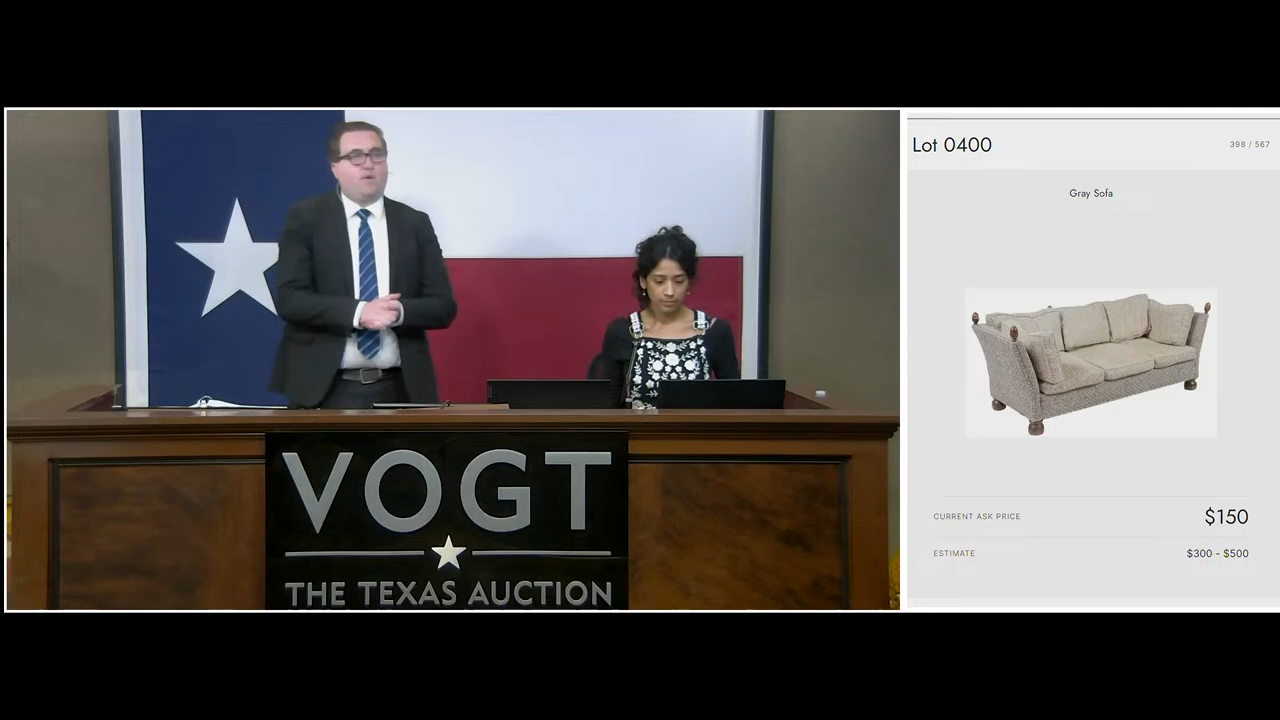 VOGT
THE TEXAS AUCTION
Lot 0400
398 / 567
Gray Sofa
CURRENT ASK PRICE
$150
ESTIMATE
$300 - $500